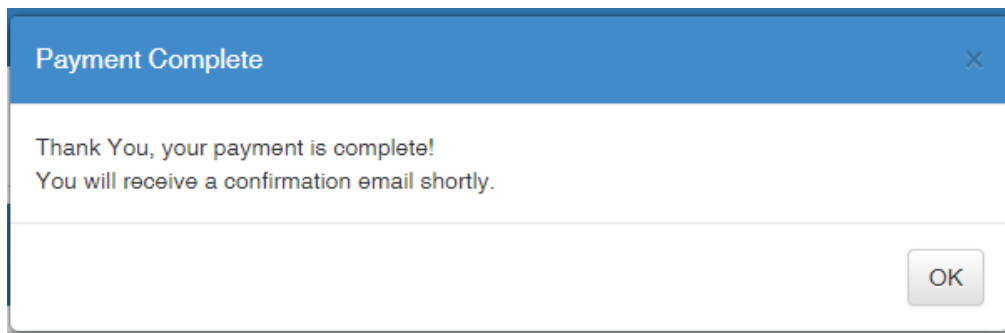 Payment Complete
×
Thank You, your payment is complete!
You will receive a confirmation email shortly.
OK